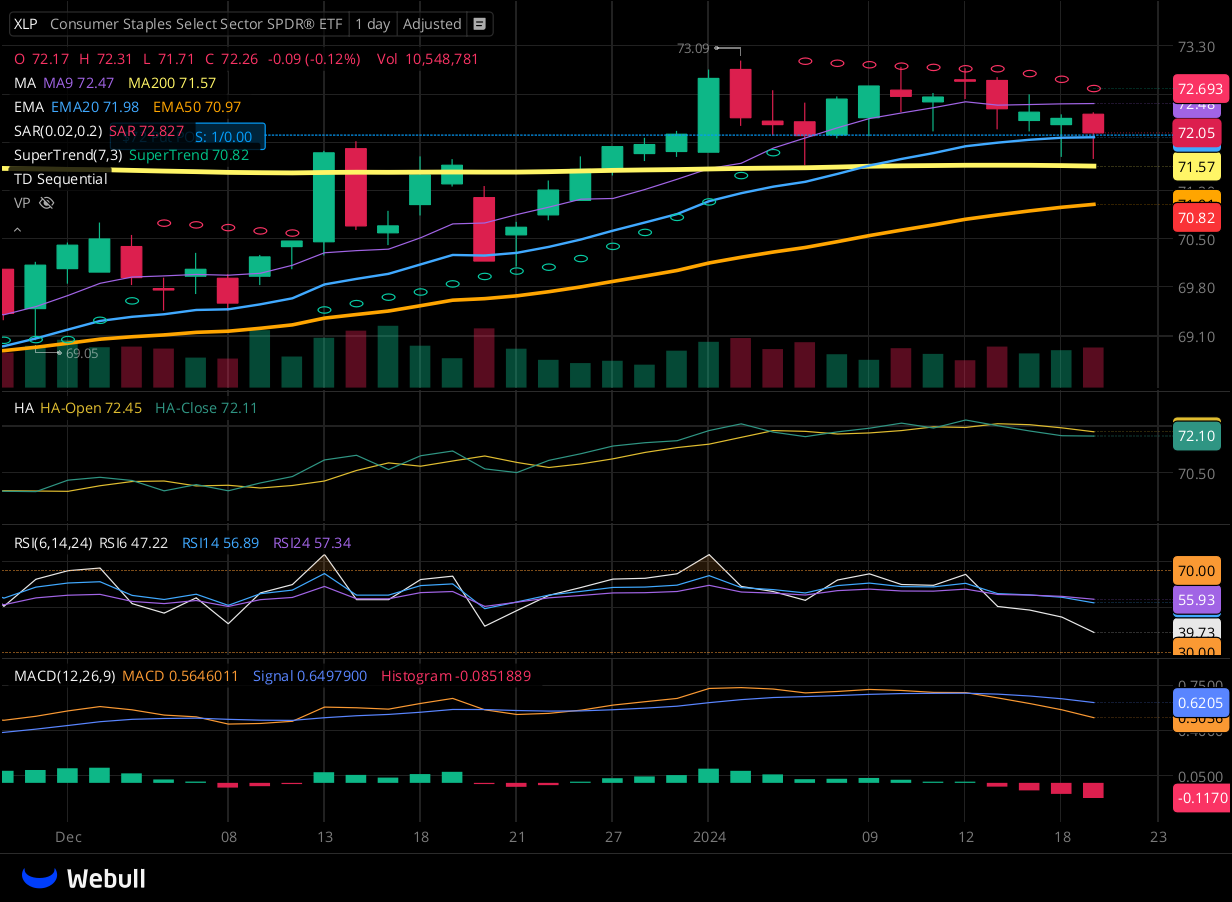 XLP Consumer Staples Select Sector SPDR® ETF 1 day Adjusted
O 72.17 H 72.31 L 71.71 C 72.26 -0.09 (-0.12%) Vol 10,548,781
MA MA9 72.47 MA200 71.57
EMA EMA20 71.98 EMA50 70.97
SAR(0.02,0.2) SAR 72.827
S: 1/0.00
SuperTrend(7,3) SuperTrend 70.82
TD Sequential
VP
73.09
69.05
73.30
72.693
72.48
72.05
71.57
70.82
70.50
69.80
69.10
HA HA-Open 72.45 HA-Close 72.11
72.10
70.50
RSI(6,14,24) RSI6 47.22 RSI14 56.89 RSI24 57.34
70.00
55.93
39.73
30.00
MACD(12,26,9) MACD 0.5646011 Signal 0.6497900 Histogram -0.0851889
0.7500
0.6205
0.4000
0.0500
-0.1170
Dec 08 13 18 21 27 2024 09 12 18 23
Webull